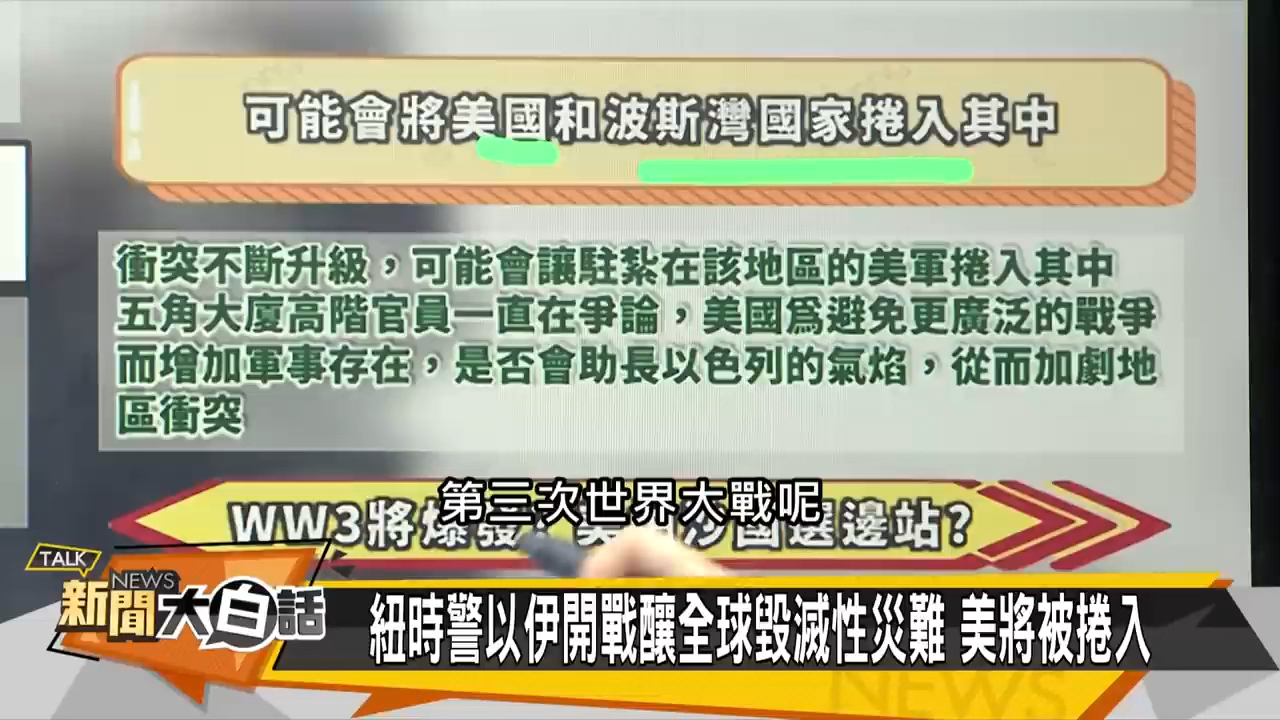 可能會將美國和波斯灣國家捲入其中
衝突不斷升級，可能會讓駐紮在該地區的美軍捲入其中
五角大廈高階官員一直在爭論，美國為避免更廣泛的戰爭
而增加軍事存在，是否會助長以色列的氣焰，從而加劇地
區衝突
WW3將爆發 沙國選邊站?
第三次世界大戰呢
TALK
NEWS
新聞大白話
紐時警以伊開戰釀全球毀滅性災難 美將被捲入
NEWS